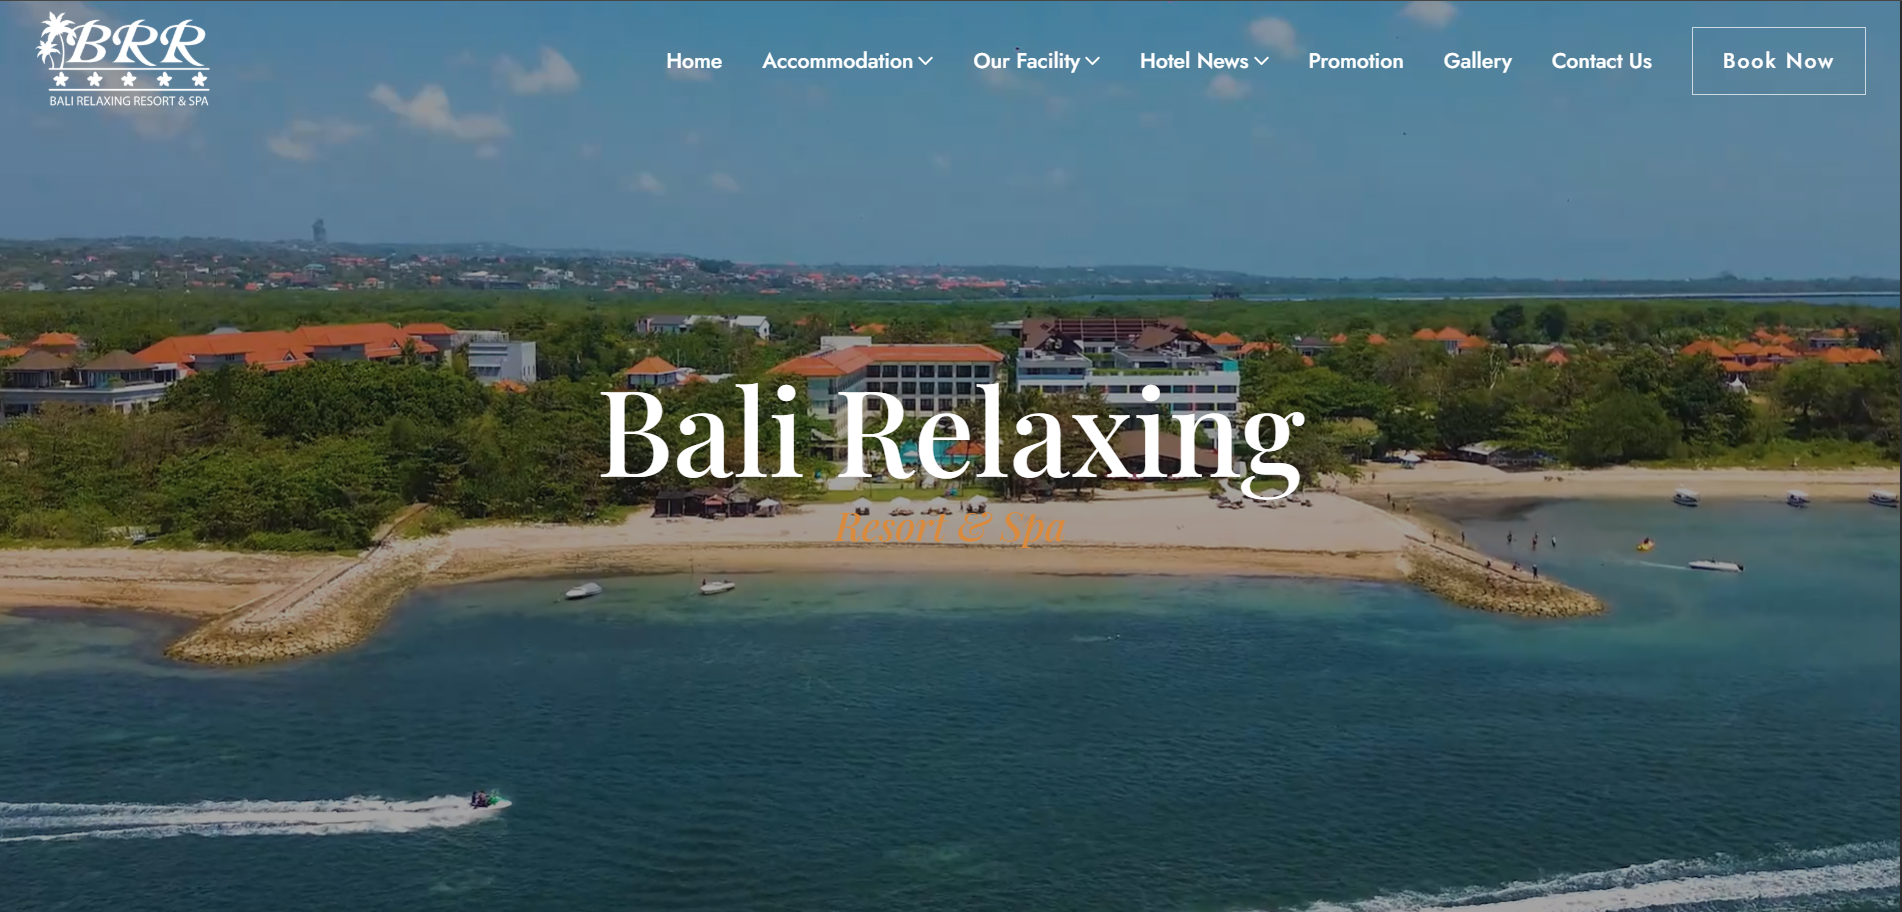 BRR
BALI RELAXING RESORT & SPA
Home
Accommodation
Our Facility
Hotel News
Promotion
Gallery
Contact Us
Book Now
Bali Relaxing
Resort & Spa